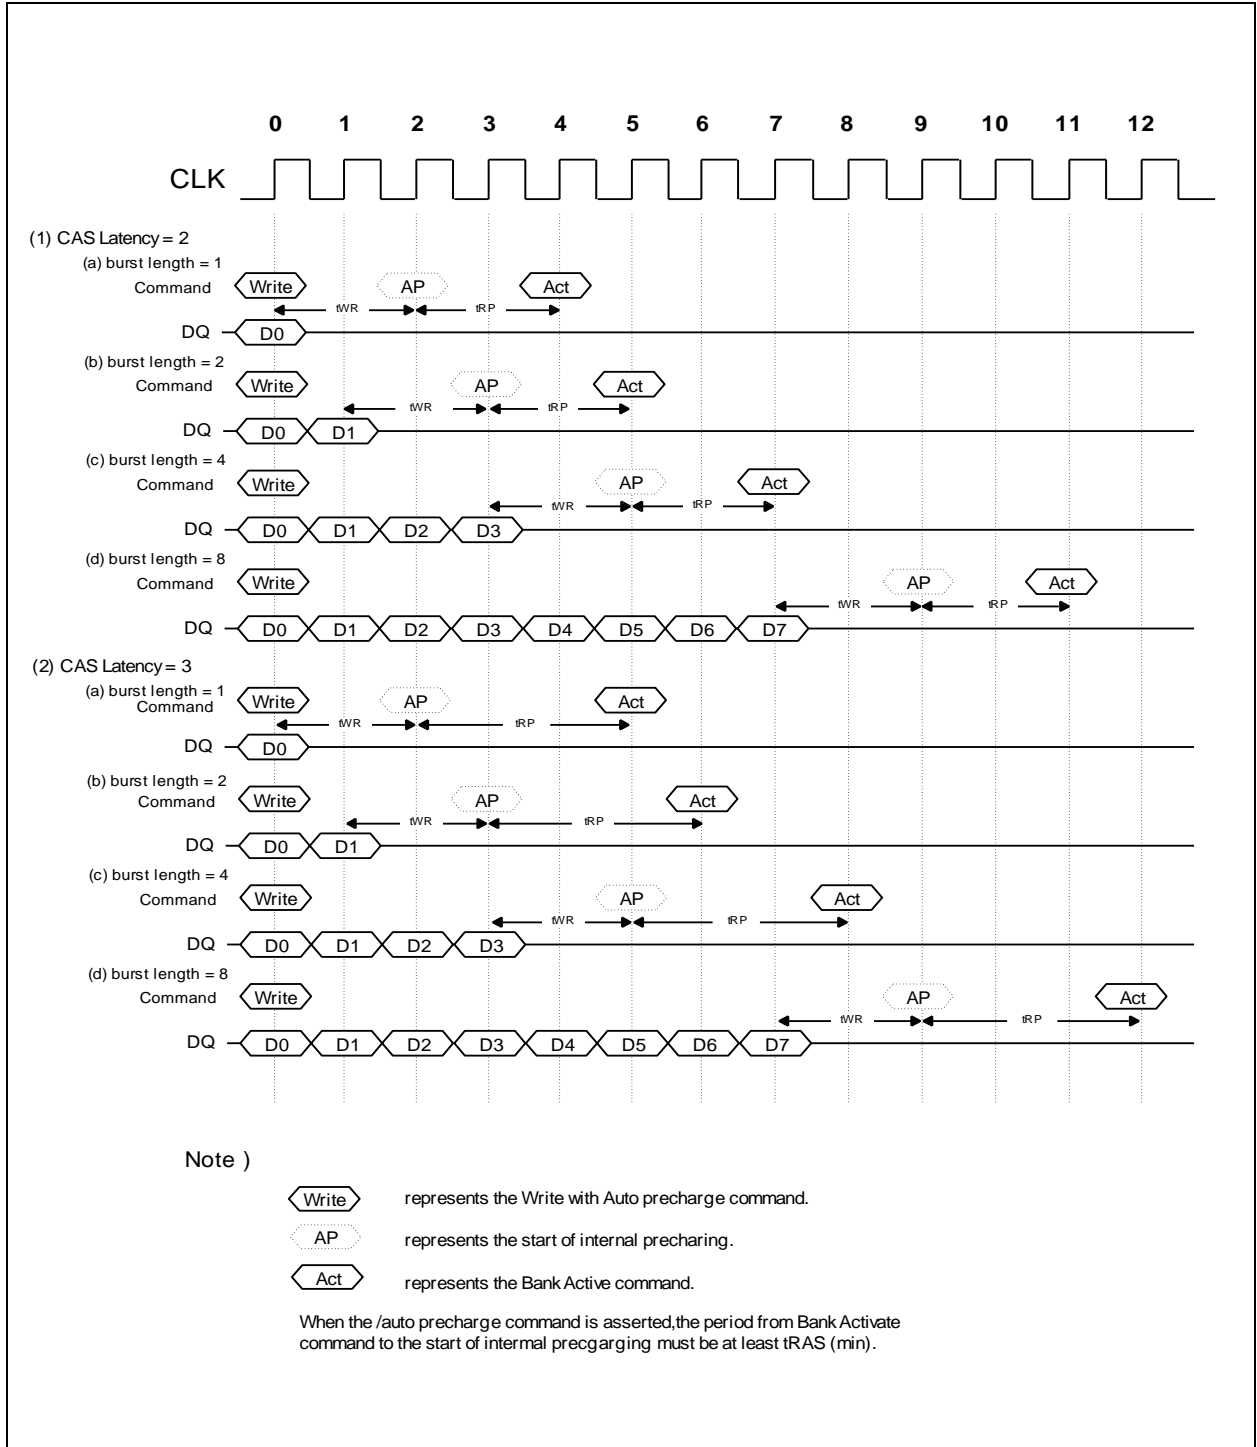 0 1 2 3 4 5 6 7 8 9 10 11 12
CLK
(1) CAS Latency = 2
(a) burst length = 1
Command Write AP Act
tWR tRP
DQ D0
(b) burst length = 2
Command Write AP Act
tWR tRP
DQ D0 D1
(c) burst length = 4
Command Write AP Act
tWR tRP
DQ D0 D1 D2 D3
(d) burst length = 8
Command Write AP Act
tWR tRP
DQ D0 D1 D2 D3 D4 D5 D6 D7
(2) CAS Latency = 3
(a) burst length = 1
Command Write AP Act
tWR tRP
DQ D0
(b) burst length = 2
Command Write AP Act
tWR tRP
DQ D0 D1
(c) burst length = 4
Command Write AP Act
tWR tRP
DQ D0 D1 D2 D3
(d) burst length = 8
Command Write AP Act
tWR tRP
DQ D0 D1 D2 D3 D4 D5 D6 D7
Note )
Write represents the Write with Auto precharge command.
AP represents the start of internal precharing.
Act represents the Bank Active command.
When the /auto precharge command is asserted,the period from Bank Activate
command to the start of intermal precgarging must be at least tRAS (min).